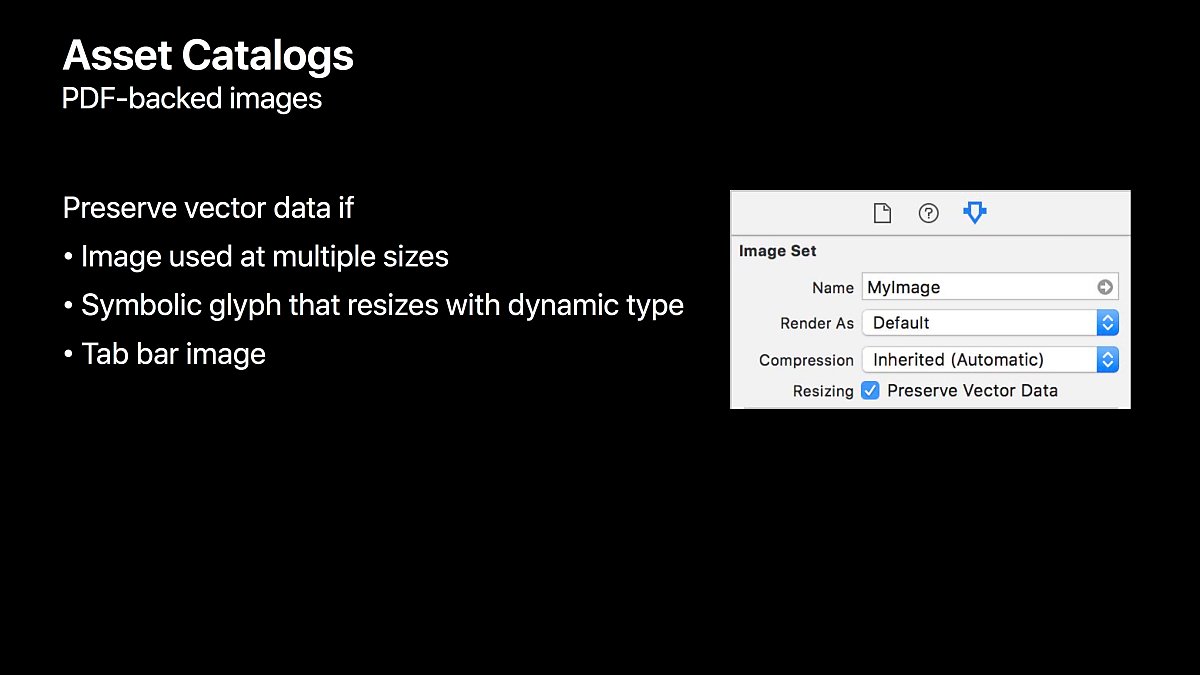 Asset Catalogs
PDF-backed images
Preserve vector data if
• Image used at multiple sizes
• Symbolic glyph that resizes with dynamic type
• Tab bar image
?
Image Set
Name MyImage
Render As Default
Compression Inherited (Automatic)
Resizing Preserve Vector Data